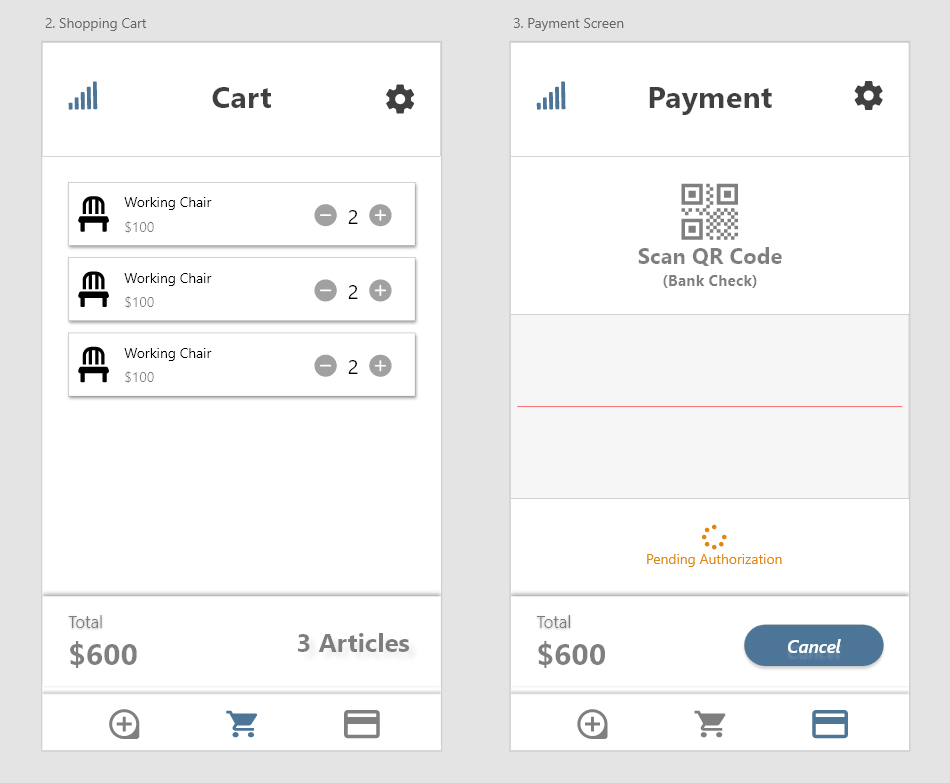 2. Shopping Cart
Cart
Working Chair
$100
2
Working Chair
$100
2
Working Chair
$100
2
Total
$600
3 Articles
3. Payment Screen
Payment
Scan QR Code
(Bank Check)
Pending Authorization
Total
$600
Cancel